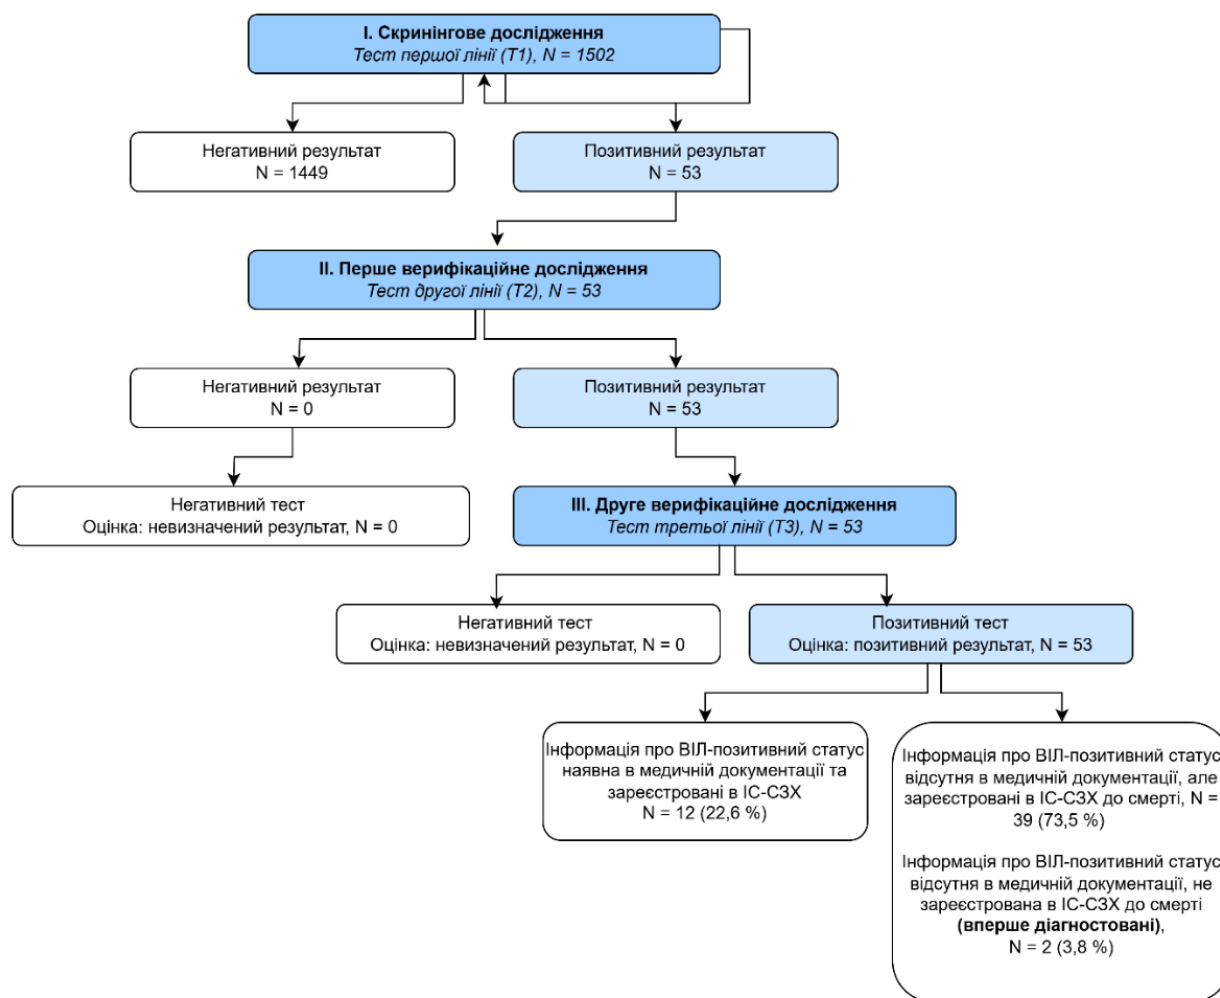 I. Скринінгове дослідження
Тест першої лінії (Т1), N = 1502
Негативний результат
N = 1449
Позитивний результат
N = 53
II. Перше верифікаційне дослідження
Тест другої лінії (Т2), N = 53
Негативний результат
N = 0
Позитивний результат
N = 53
Негативний тест
Оцінка: невизначений результат, N = 0
III. Друге верифікаційне дослідження
Тест третьої лінії (Т3), N = 53
Негативний тест
Оцінка: невизначений результат, N = 0
Позитивний тест
Оцінка: позитивний результат, N = 53
Інформація про ВІЛ-позитивний статус
наявна в медичній документації та
зареєстровані в ІС-СЗХ
N = 12 (22,6 %)
Інформація про ВІЛ-позитивний статус
відсутня в медичній документації, але
зареєстровані в ІС-СЗХ до смерті, N =
39 (73,5 %)
Інформація про ВІЛ-позитивний статус
відсутня в медичній документації, не
зареєстрована в ІС-СЗХ до смерті
(вперше діагностовані),
N = 2 (3,8 %)